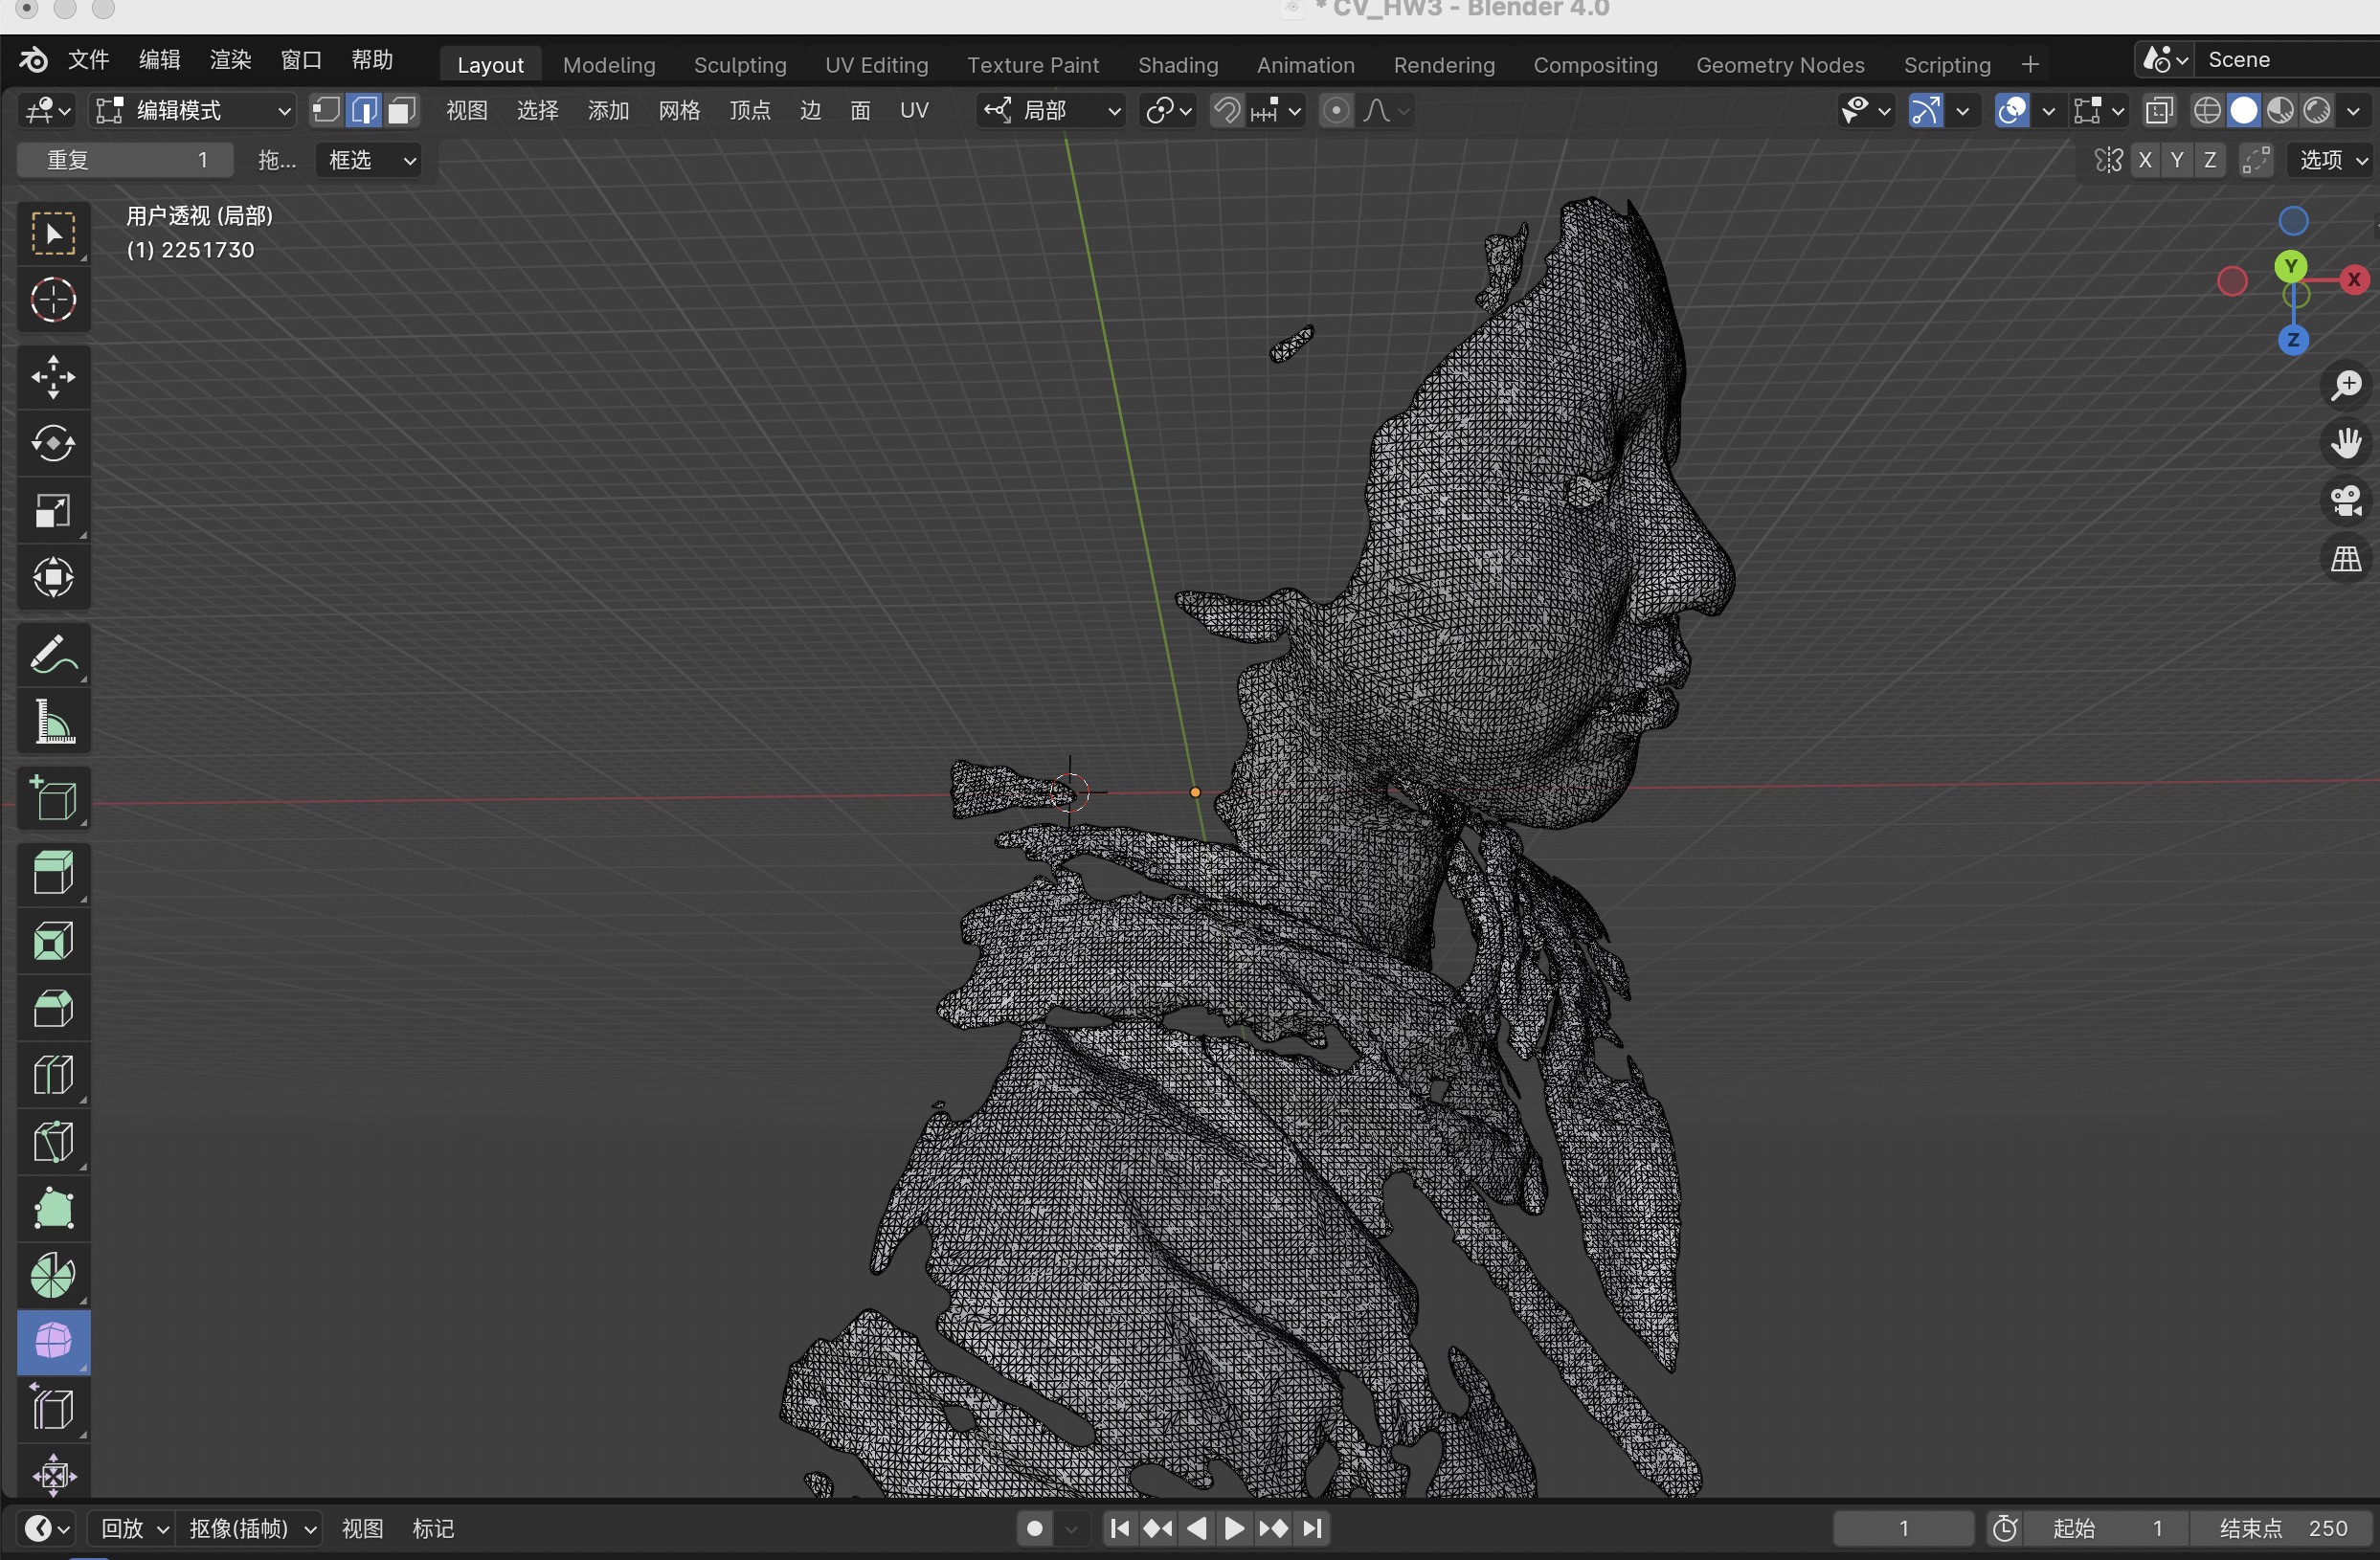 * CV_HW3 - Blender 4.0
文件 编辑 渲染 窗口 帮助 Layout Modeling Sculpting UV Editing Texture Paint Shading Animation Rendering Compositing Geometry Nodes Scripting + Scene
编辑模式 视图 选择 添加 网格 顶点 边 面 UV 局部
重复 1 拖... 框选 X Y Z 选项
用户透视 (局部)
(1) 2251730
Y
X
Z
回放 抠像(插帧) 视图 标记 1 起始 1 结束点 250